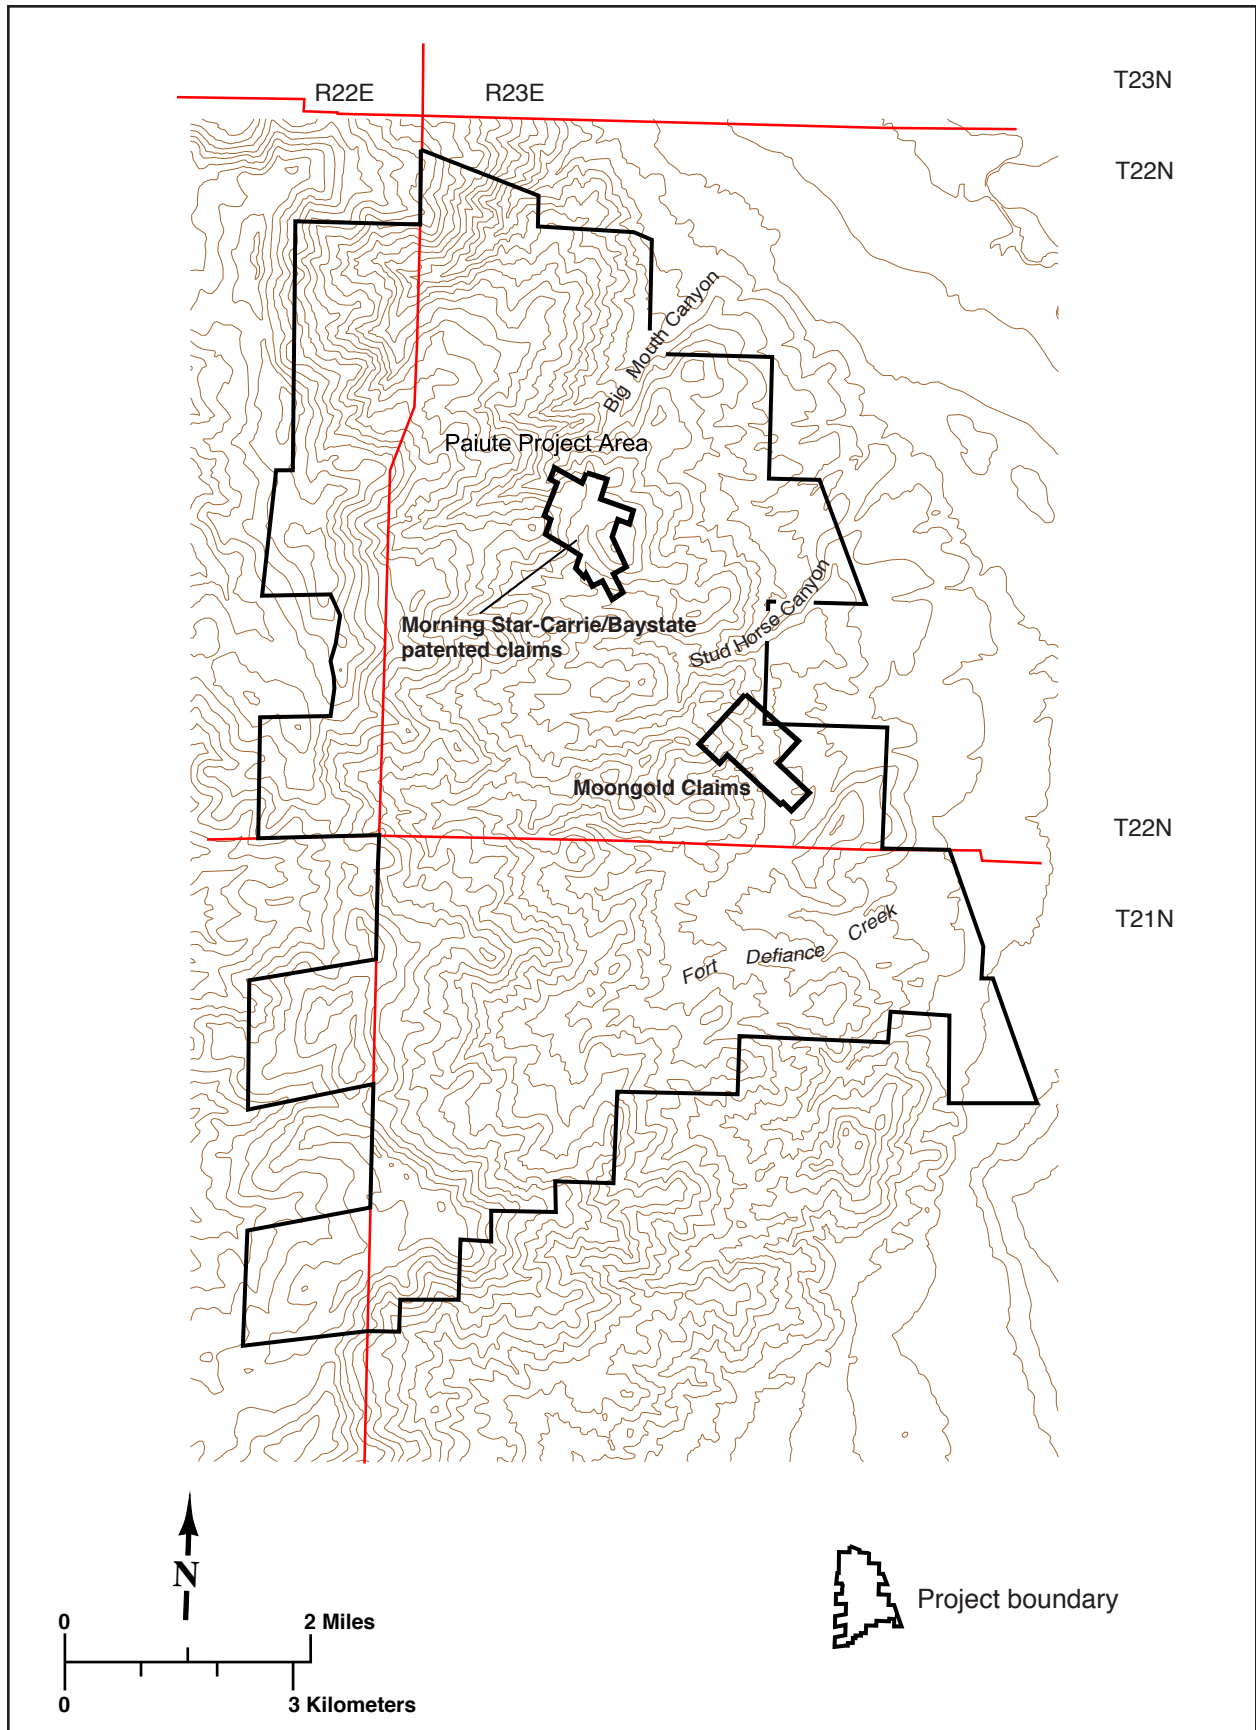 R22E
R23E
T23N
T22N
Big Mouth Canyon
Paiute Project Area
Morning Star-Carrie/Baystate
patented claims
Stud Horse Canyon
Moongold Claims
T22N
T21N
Fort Defiance Creek
N
0
2 Miles
0
3 Kilometers
Project boundary